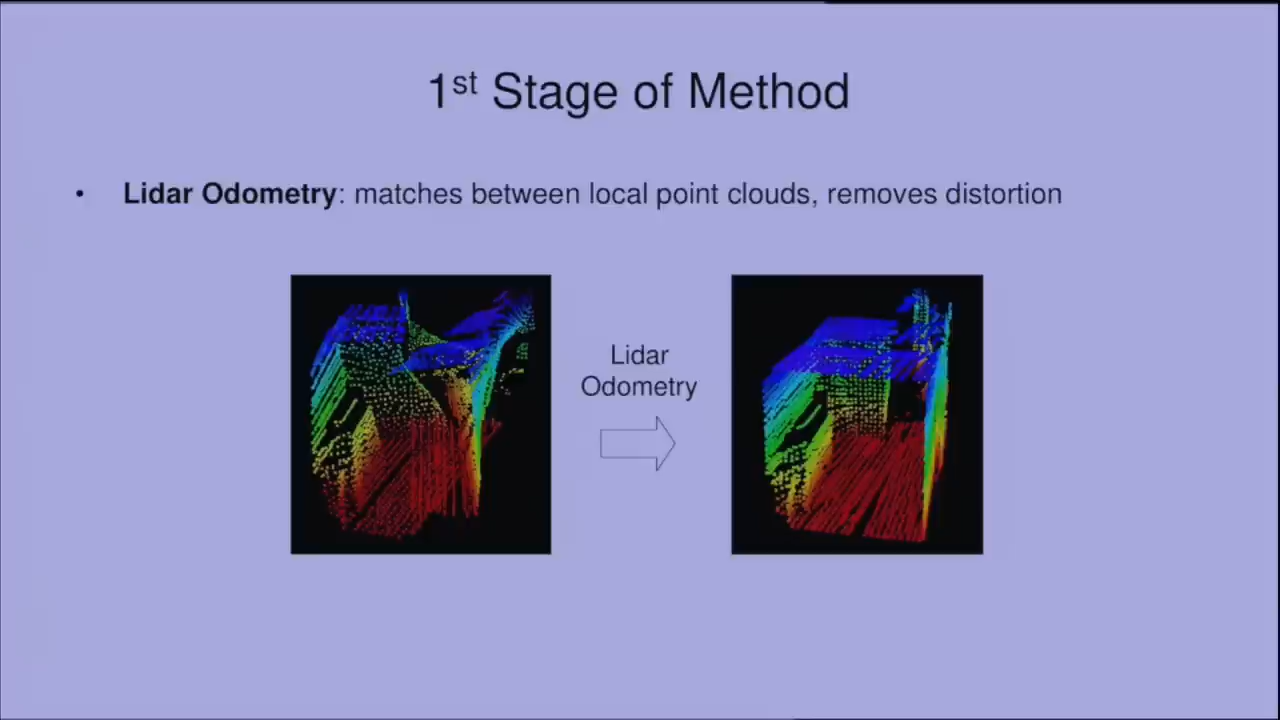 1st Stage of Method
• Lidar Odometry: matches between local point clouds, removes distortion
Lidar
Odometry